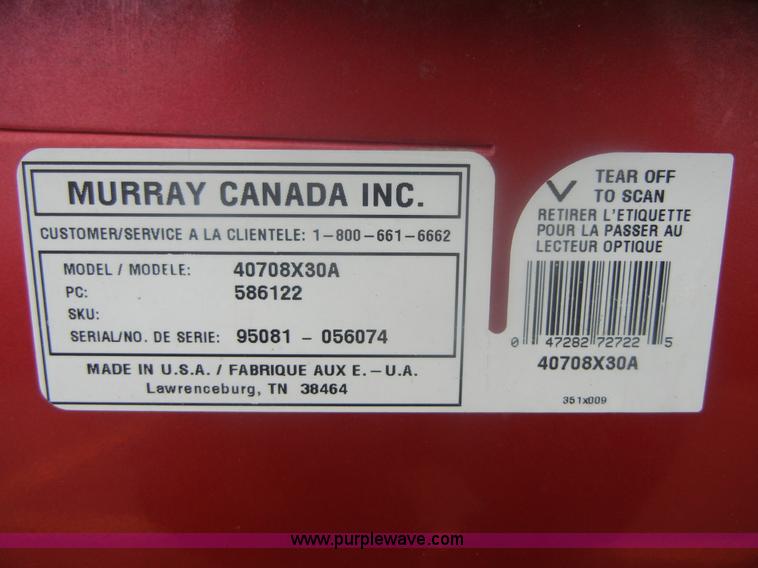 MURRAY CANADA INC.
CUSTOMER/SERVICE A LA CLIENTELE: 1-800-661-6662
MODEL / MODELE: 40708X30A
PC: 586122
SKU:
SERIAL/NO. DE SERIE: 95081 - 056074
MADE IN U.S.A. / FABRIQUE AUX E.-U.A.
Lawrenceburg, TN 38464
TEAR OFF
TO SCAN
RETIRER L'ETIQUETTE
POUR LA PASSER AU
LECTEUR OPTIQUE
0 47282 72722 5
40708X30A
351x009
www.purplewave.com